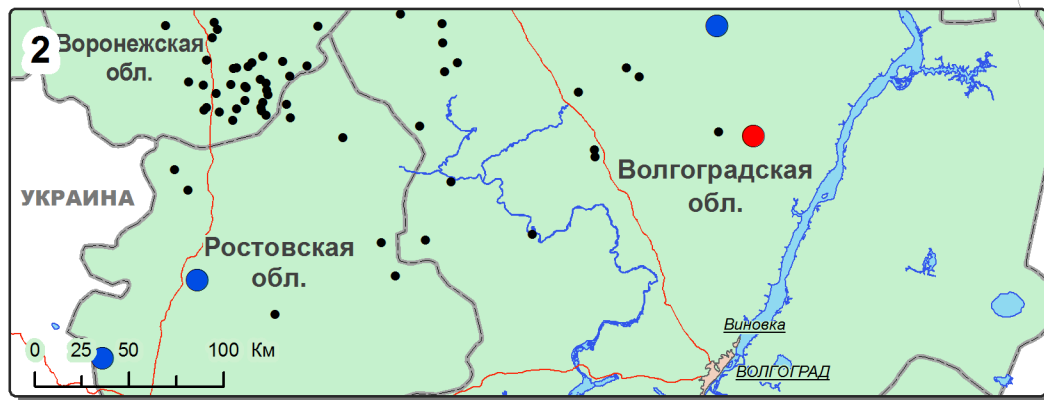 2
Воронежская
обл.
УКРАИНА
Волгоградская
обл.
Ростовская
обл.
Виновка
ВОЛГОГРАД
0 25 50 100 Км